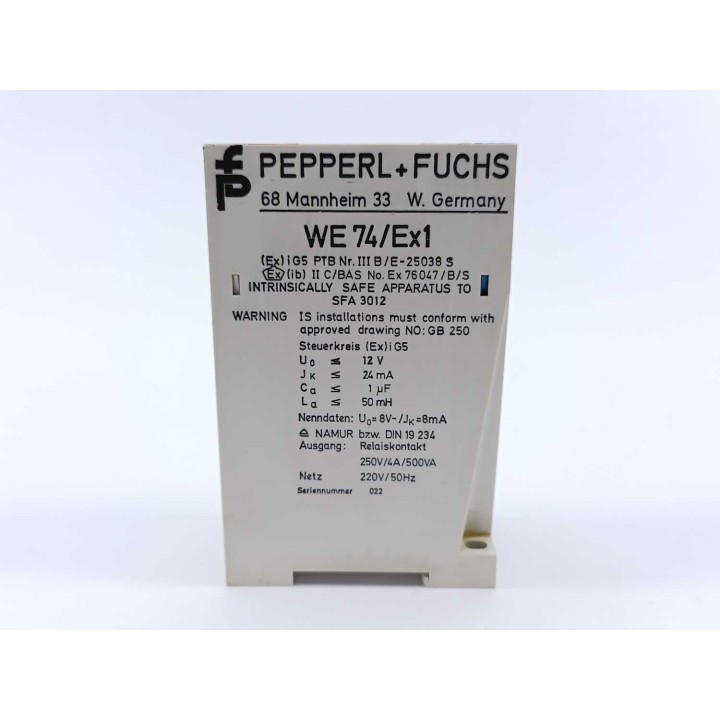 PEPPERL+FUCHS
68 Mannheim 33 W. Germany
WE 74/Ex1
(Ex) i G5 PTB Nr. III B/E-25038 S
Ex (ib) II C/BAS No. Ex 76047/B/S
INTRINSICALLY SAFE APPARATUS TO
SFA 3012
WARNING IS installations must conform with
approved drawing NO: GB 250
Steuerkreis (Ex) i G5
U₀ ≤ 12 V
Jₖ ≤ 24 mA
Cₐ ≤ 1 µF
Lₐ ≤ 50 mH
Nenndaten: U₀=8V-/Jₖ=8mA
≙ NAMUR bzw. DIN 19 234
Ausgang: Relaiskontakt
250V/4A/500VA
Netz 220V/50Hz
Seriennummer 022